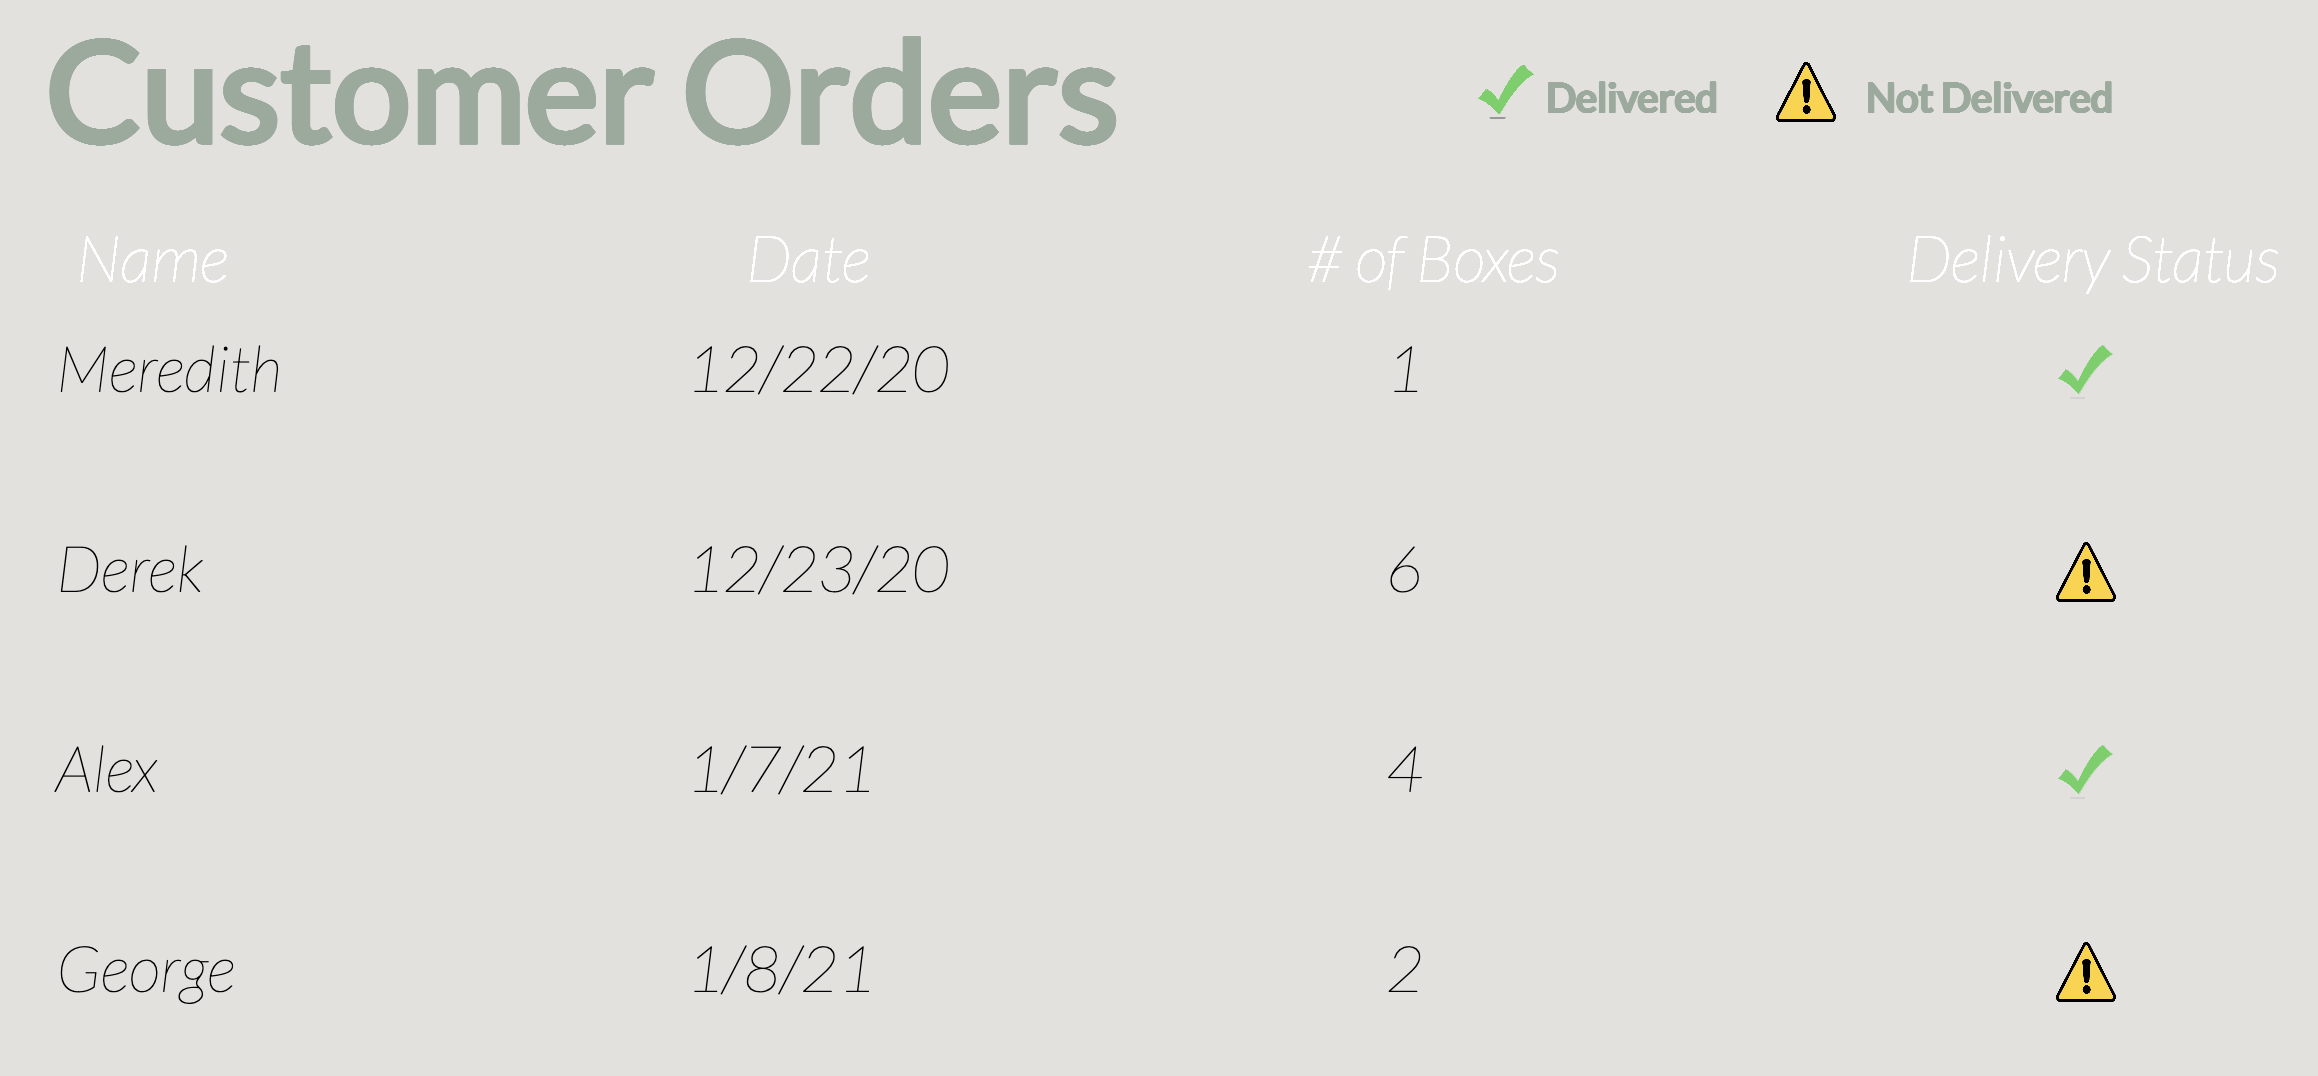 Customer Orders
Delivered Not Delivered
Name Date # of Boxes Delivery Status
Meredith 12/22/20 1
Derek 12/23/20 6
Alex 1/7/21 4
George 1/8/21 2